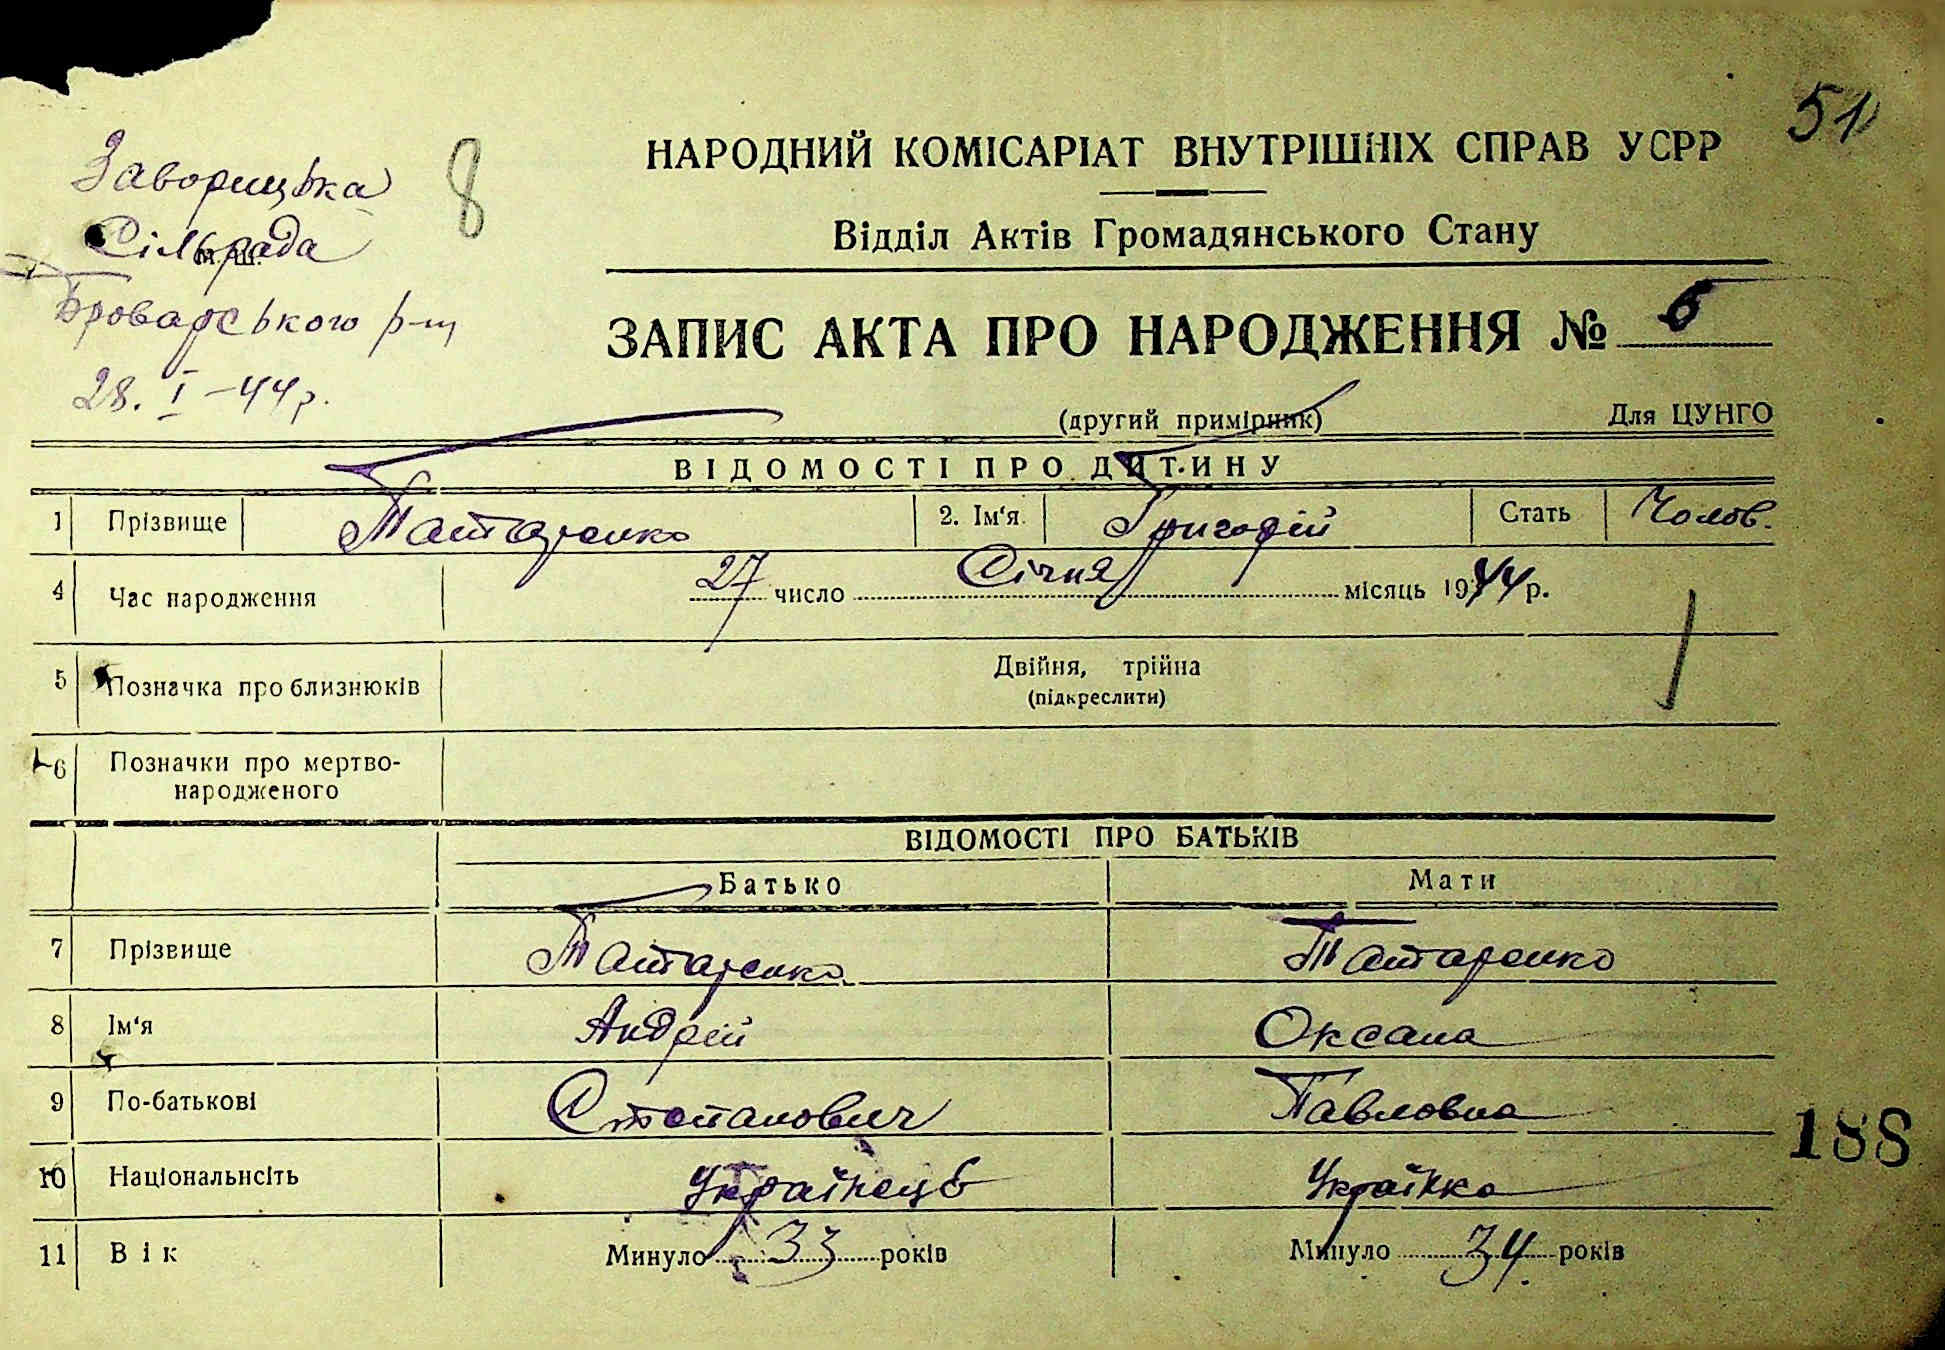 51
Заворицька
8
НАРОДНИЙ КОМІСАРІАТ ВНУТРІШНІХ СПРАВ УСРР
Сільрада
М. Ш.
Відділ Актів Громадянського Стану
Броварського р-ну
ЗАПИС АКТА ПРО НАРОДЖЕННЯ № 6
28. I – 44 р.
(другий примірник) Для ЦУНГО
ВІДОМОСТІ ПРО ДИТИНУ
1 Прізвище Татаренко 2. Ім‘я Григорій Стать Чолов.
4 Час народження 27 число Січня місяць 1944 р.
5 Позначка про близнюків Двійня, трійна
(підкреслити)
6 Позначки про мертво-
народженого
ВІДОМОСТІ ПРО БАТЬКІВ
Батько Мати
7 Прізвище Татаренко Татаренко
8 Ім‘я Андрій Оксана
9 По-батькові Степанович Павловна
188
10 Національнсіть Українець Українка
11 Вік Минуло 33 років Минуло 34 років